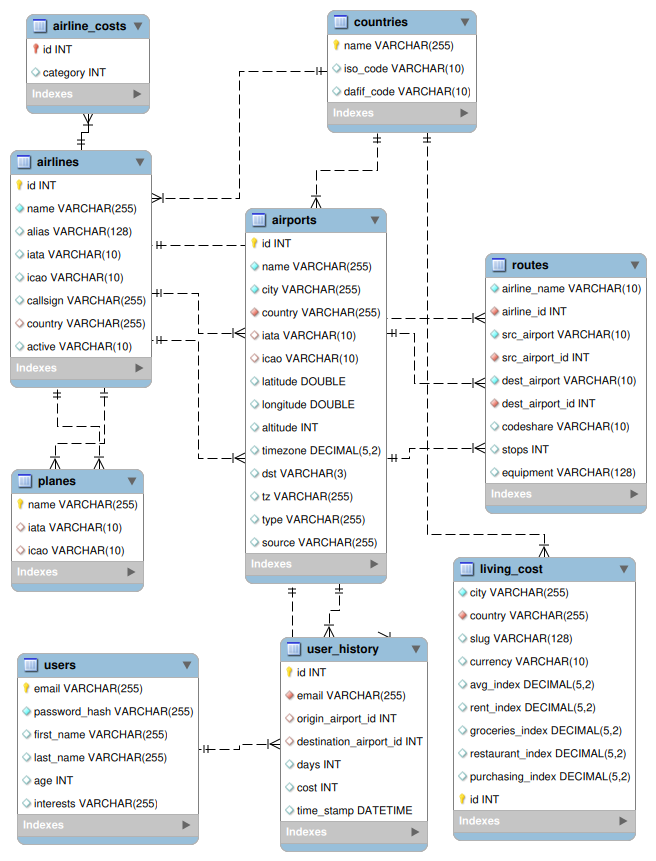 airline_costs
id INT
category INT
Indexes
countries
name VARCHAR(255)
iso_code VARCHAR(10)
dafif_code VARCHAR(10)
Indexes
airlines
id INT
name VARCHAR(255)
alias VARCHAR(128)
iata VARCHAR(10)
icao VARCHAR(10)
callsign VARCHAR(255)
country VARCHAR(255)
active VARCHAR(10)
Indexes
airports
id INT
name VARCHAR(255)
city VARCHAR(255)
country VARCHAR(255)
iata VARCHAR(10)
icao VARCHAR(10)
latitude DOUBLE
longitude DOUBLE
altitude INT
timezone DECIMAL(5,2)
dst VARCHAR(3)
tz VARCHAR(255)
type VARCHAR(255)
source VARCHAR(255)
Indexes
routes
airline_name VARCHAR(10)
airline_id INT
src_airport VARCHAR(10)
src_airport_id INT
dest_airport VARCHAR(10)
dest_airport_id INT
codeshare VARCHAR(10)
stops INT
equipment VARCHAR(128)
Indexes
planes
name VARCHAR(255)
iata VARCHAR(10)
icao VARCHAR(10)
Indexes
living_cost
city VARCHAR(255)
country VARCHAR(255)
slug VARCHAR(128)
currency VARCHAR(10)
avg_index DECIMAL(5,2)
rent_index DECIMAL(5,2)
groceries_index DECIMAL(5,2)
restaurant_index DECIMAL(5,2)
purchasing_index DECIMAL(5,2)
id INT
Indexes
users
email VARCHAR(255)
password_hash VARCHAR(255)
first_name VARCHAR(255)
last_name VARCHAR(255)
age INT
interests VARCHAR(255)
Indexes
user_history
id INT
email VARCHAR(255)
origin_airport_id INT
destination_airport_id INT
days INT
cost INT
time_stamp DATETIME
Indexes